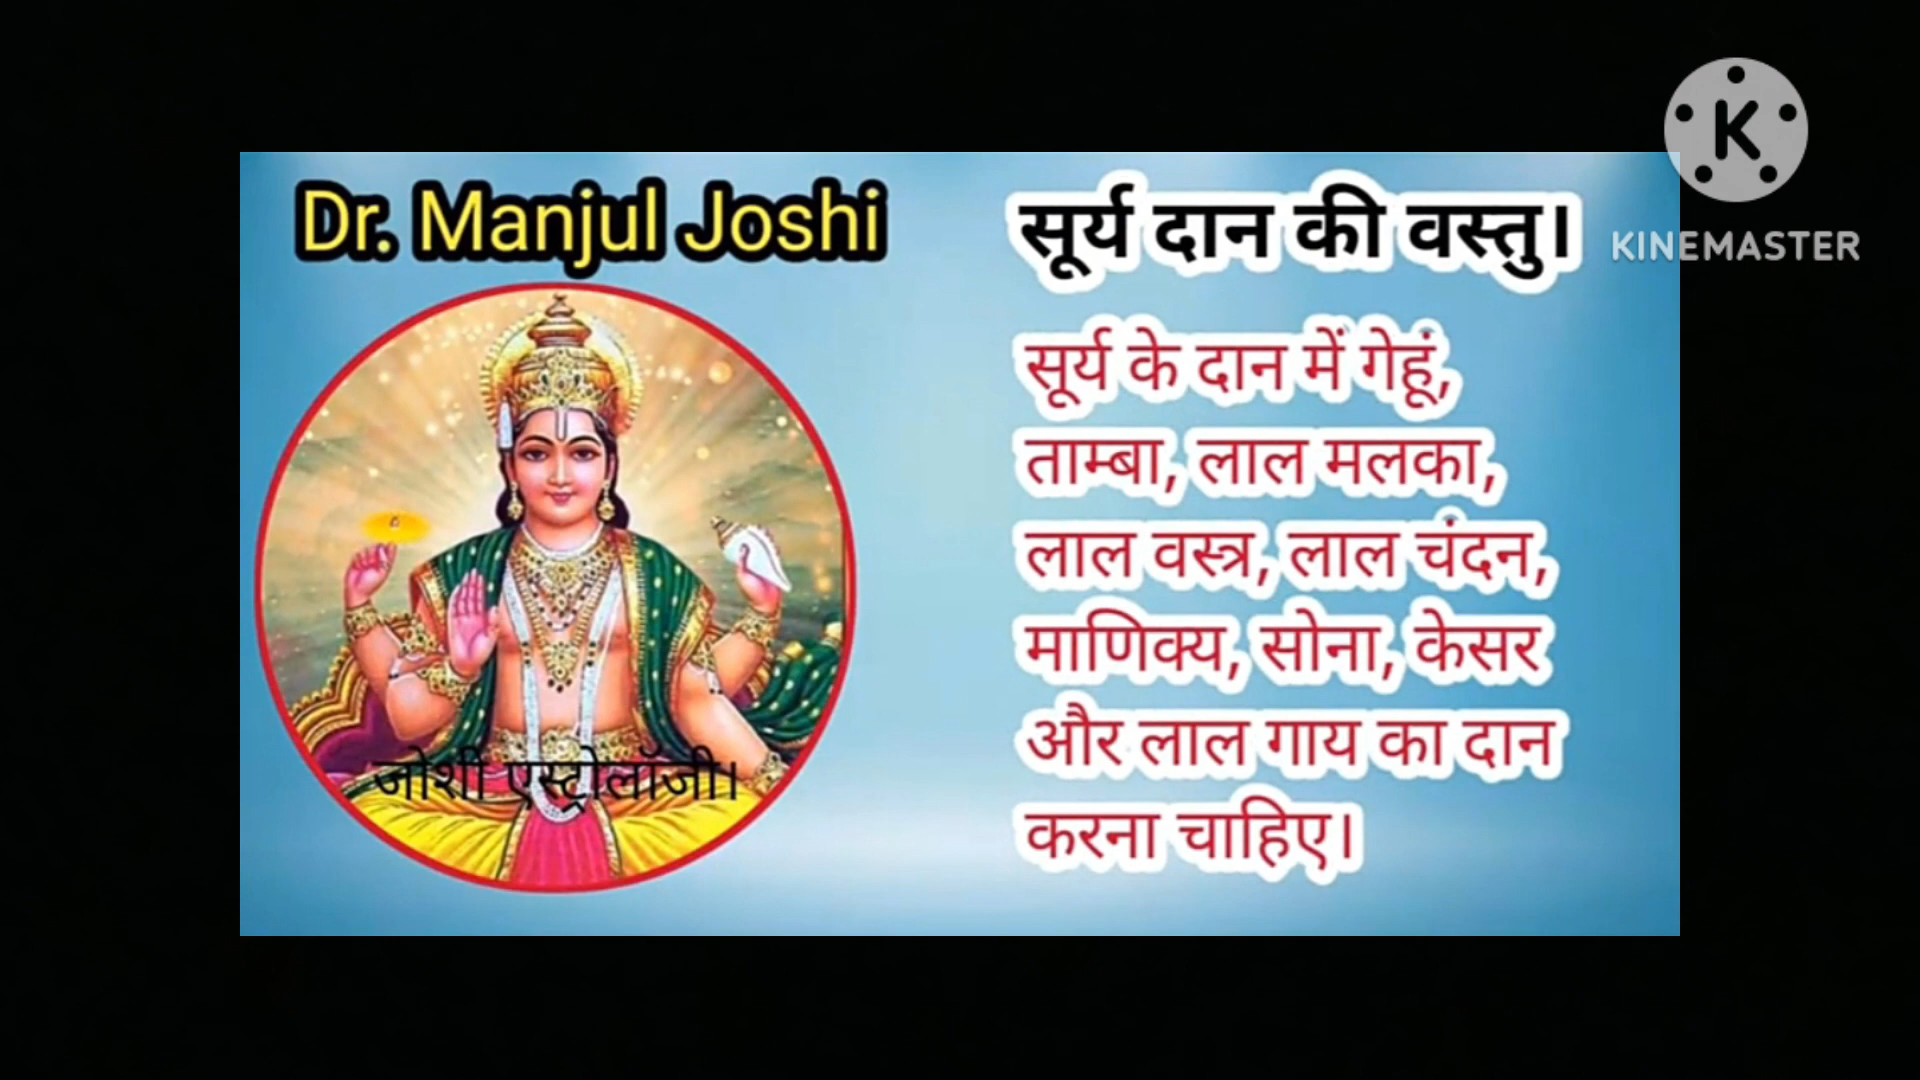 Dr. Manjul Joshi
सूर्य दान की वस्तु।
सूर्य के दान में गेहूं,
ताम्बा, लाल मलका,
लाल वस्त्र, लाल चंदन,
माणिक्य, सोना, केसर
और लाल गाय का दान
करना चाहिए।
जोशी एस्ट्रोलॉजी।
K
KINEMASTER